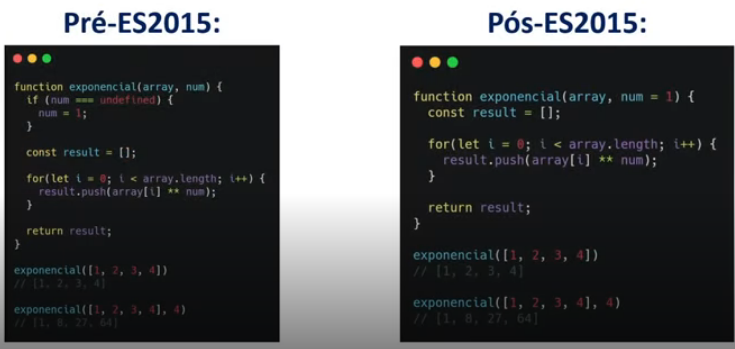 Pré-ES2015:
function exponencial(array, num) {
if (num === undefined) {
num = 1;
}
const result = [];
for(let i = 0; i < array.length; i++) {
result.push(array[i] ** num);
}
return result;
}
exponencial([1, 2, 3, 4])
// [1, 2, 3, 4]
exponencial([1, 2, 3, 4], 4)
// [1, 8, 27, 64]
Pós-ES2015:
function exponencial(array, num = 1) {
const result = [];
for(let i = 0; i < array.length; i++) {
result.push(array[i] ** num);
}
return result;
}
exponencial([1, 2, 3, 4])
// [1, 2, 3, 4]
exponencial([1, 2, 3, 4], 4)
// [1, 8, 27, 64]